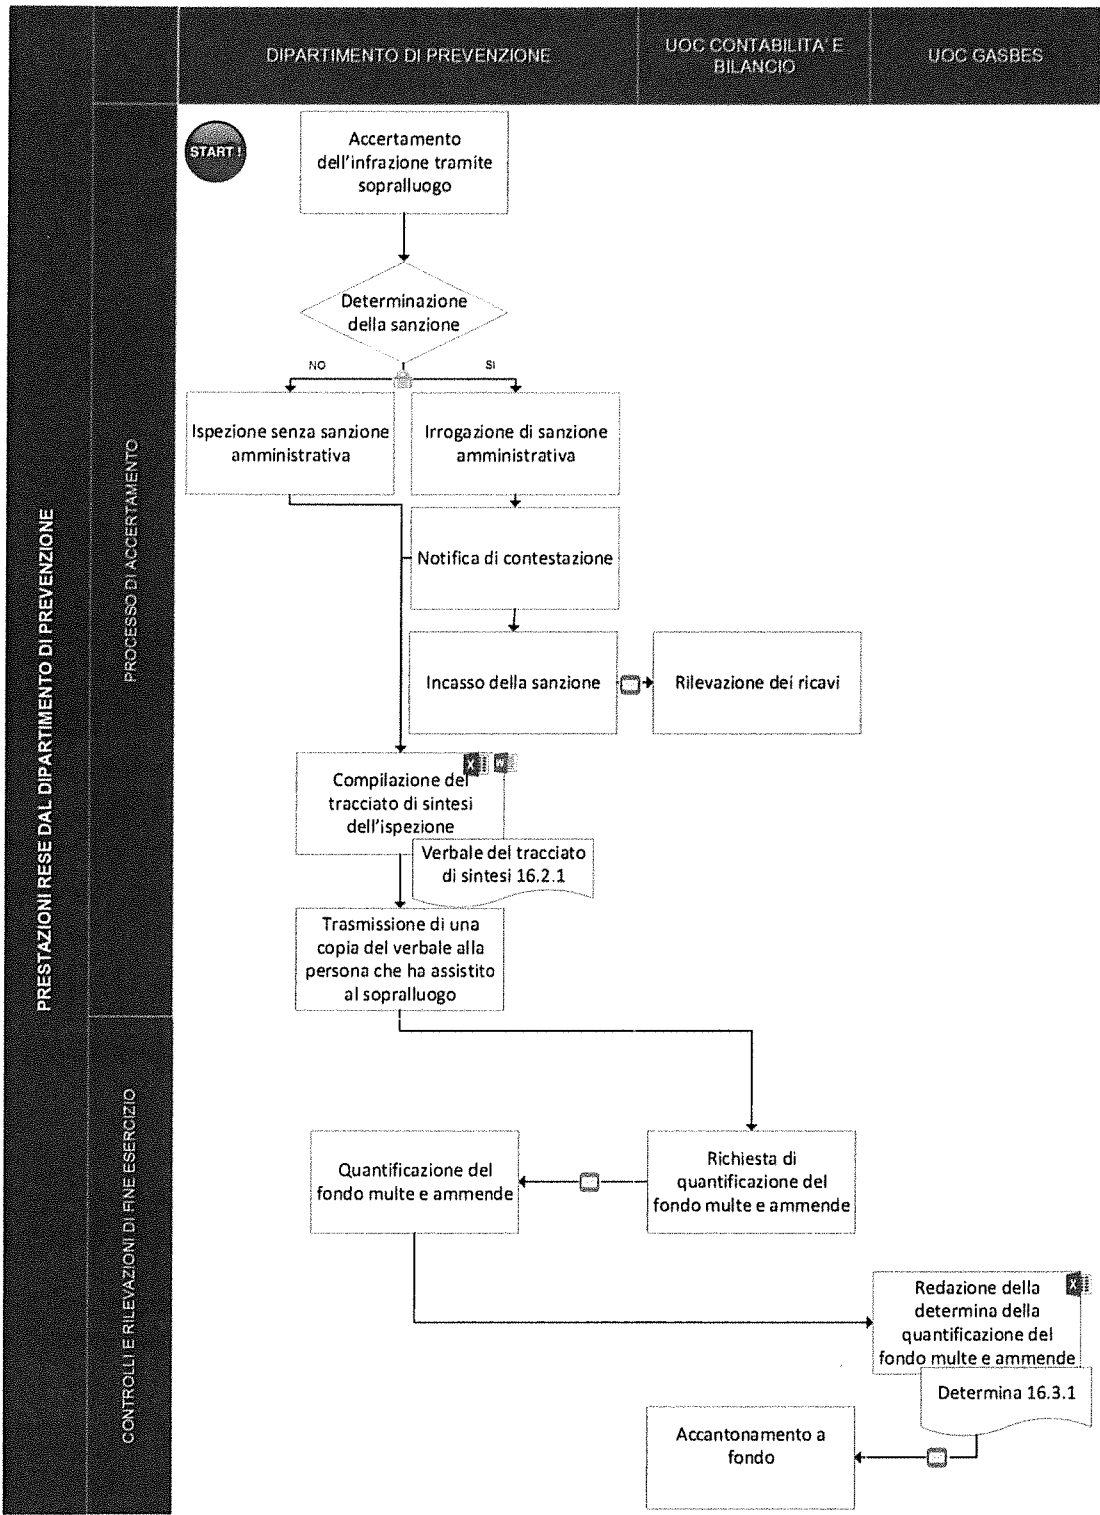 DIPARTIMENTO DI PREVENZIONE
UOC CONTABILITA' E
BILANCIO
UOC GASBES
PRESTAZIONI RESE DAL DIPARTIMENTO DI PREVENZIONE
PROCESSO DI ACCERTAMENTO
START !
Accertamento
dell'infrazione tramite
sopralluogo
Determinazione
della sanzione
NO
SI
Ispezione senza sanzione
amministrativa
Irrogazione di sanzione
amministrativa
Notifica di contestazione
Incasso della sanzione
Rilevazione dei ricavi
Compilazione del
tracciato di sintesi
dell'ispezione
X
W
Verbale del tracciato
di sintesi 16.2.1
Trasmissione di una
copia del verbale alla
persona che ha assistito
al sopralluogo
CONTROLLI E RILEVAZIONI DI FINE ESERCIZIO
Quantificazione del
fondo multe e ammende
Richiesta di
quantificazione del
fondo multe e ammende
Redazione della
determina della
quantificazione del
fondo multe e ammende
X
Determina 16.3.1
Accantonamento a
fondo